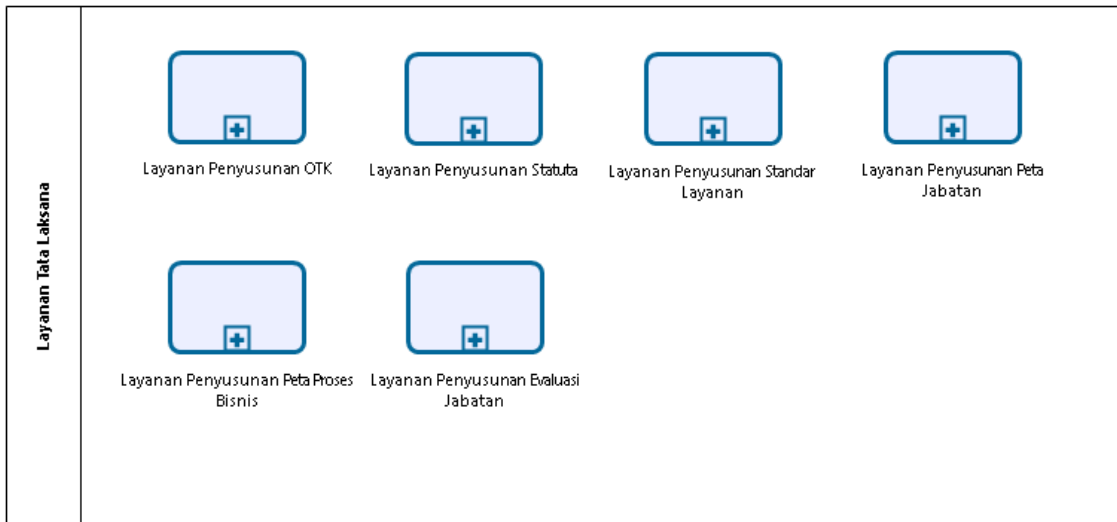 Layanan Tata Laksana
Layanan Penyusunan OTK
Layanan Penyusunan Statuta
Layanan Penyusunan Standar
Layanan
Layanan Penyusunan Peta
Jabatan
Layanan Penyusunan Peta Proses
Bisnis
Layanan Penyusunan Evaluasi
Jabatan